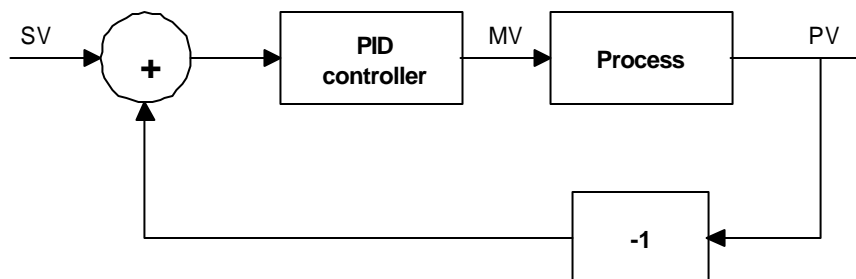 SV
+
PID
controller
MV
Process
PV
-1